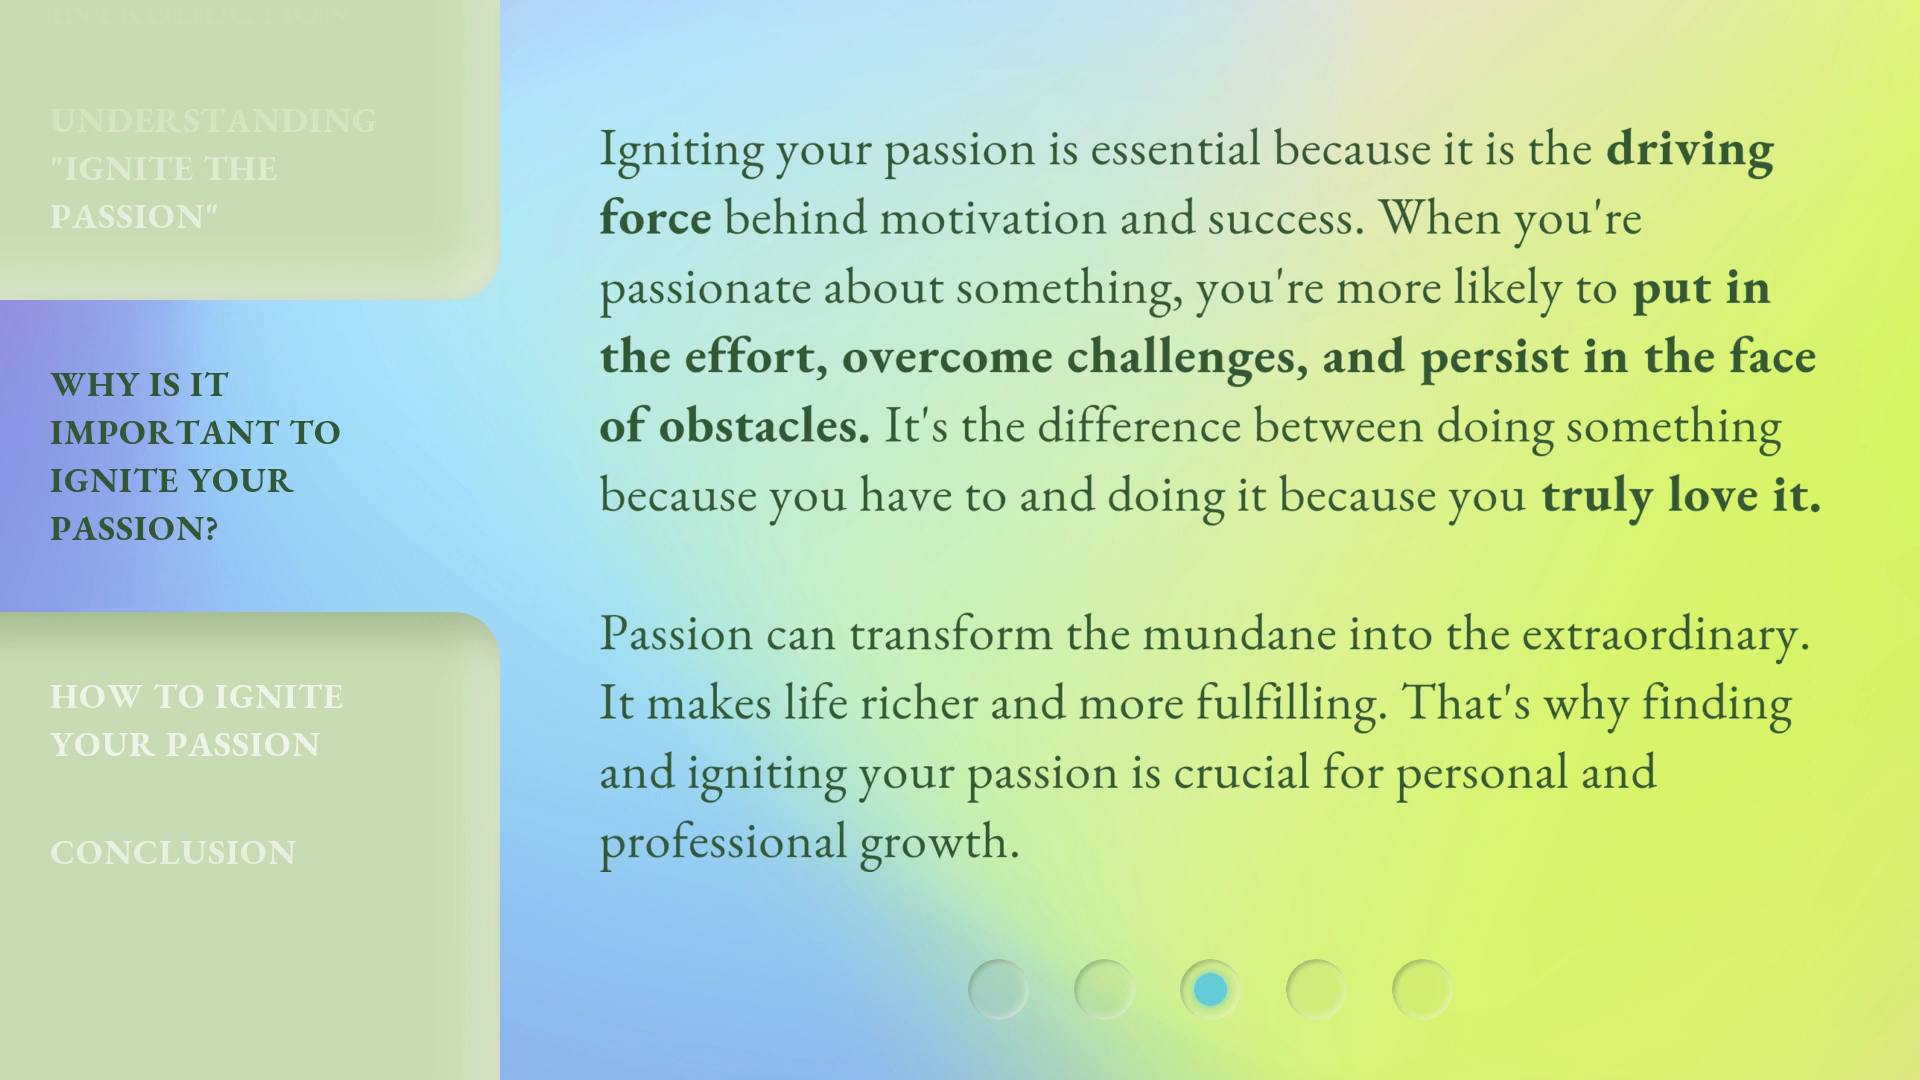 INTRODUCTION
UNDERSTANDING
"IGNITE THE
PASSION"
WHY IS IT
IMPORTANT TO
IGNITE YOUR
PASSION?
HOW TO IGNITE
YOUR PASSION
CONCLUSION
Igniting your passion is essential because it is the driving
force behind motivation and success. When you're
passionate about something, you're more likely to put in
the effort, overcome challenges, and persist in the face
of obstacles. It's the difference between doing something
because you have to and doing it because you truly love it.
Passion can transform the mundane into the extraordinary.
It makes life richer and more fulfilling. That's why finding
and igniting your passion is crucial for personal and
professional growth.